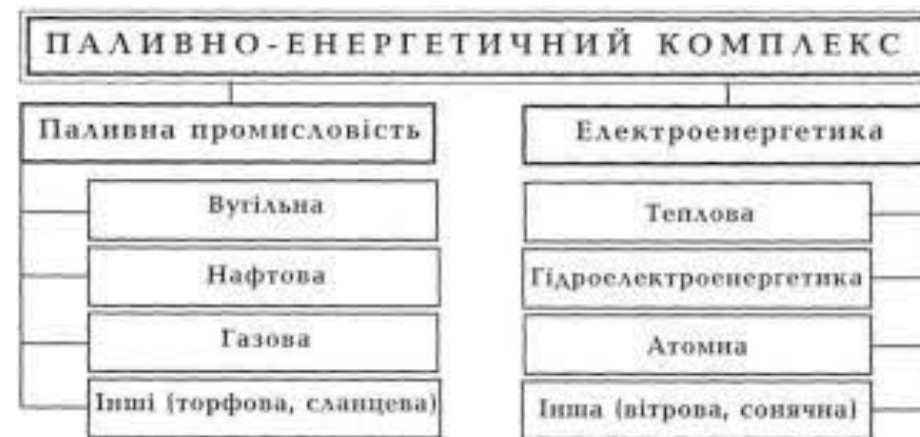 ПАЛИВНО-ЕНЕРГЕТИЧНИЙ КОМПЛЕКС
Паливна промисловість
Вугільна
Нафтова
Газова
Інші (торфова, сланцева)
Електроенергетика
Теплова
Гідроелектроенергетика
Атомна
Інша (вітрова, сонячна)